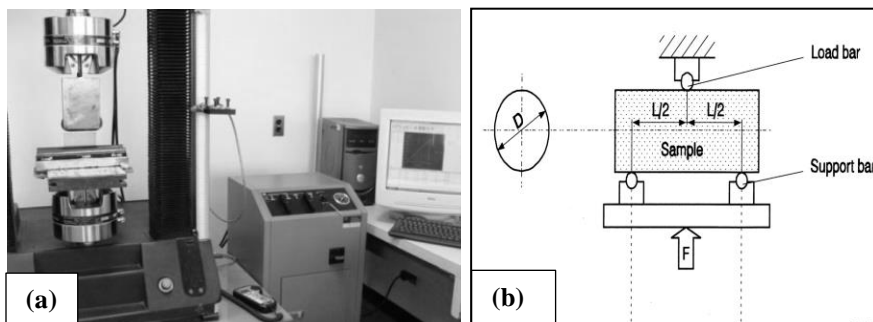 (a)
Load bar
L/2 L/2
D
Sample
Support bar
F
(b)